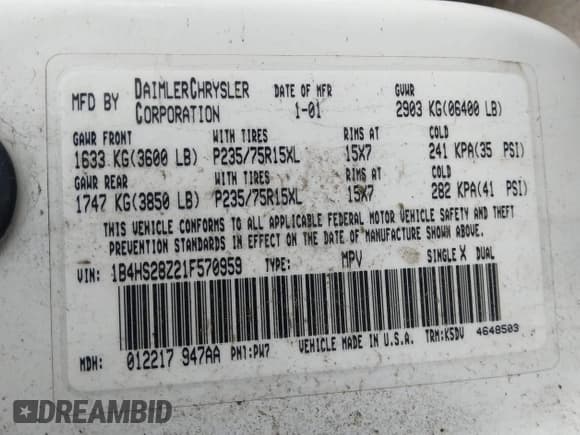 MFD BY DAIMLERCHRYSLER CORPORATION DATE OF MFR 1-01 GVWR 2903 KG(06400 LB)
GAWR FRONT WITH TIRES RIMS AT COLD
1633 KG(3600 LB) P235/75R15XL 15X7 241 KPA(35 PSI)
GAWR REAR WITH TIRES RIMS AT COLD
1747 KG(3850 LB) P235/75R15XL 15X7 282 KPA(41 PSI)
THIS VEHICLE CONFORMS TO ALL APPLICABLE FEDERAL MOTOR VEHICLE SAFETY AND THEFT
PREVENTION STANDARDS IN EFFECT ON THE DATE OF MANUFACTURE SHOWN ABOVE.
VIN: 1B4HS28Z21F570959 TYPE: MPV SINGLE X DUAL
MDH: 012217 947AA PNT:PW7 VEHICLE MADE IN U.S.A. TRM:K5DV 4648503
DREAMBID